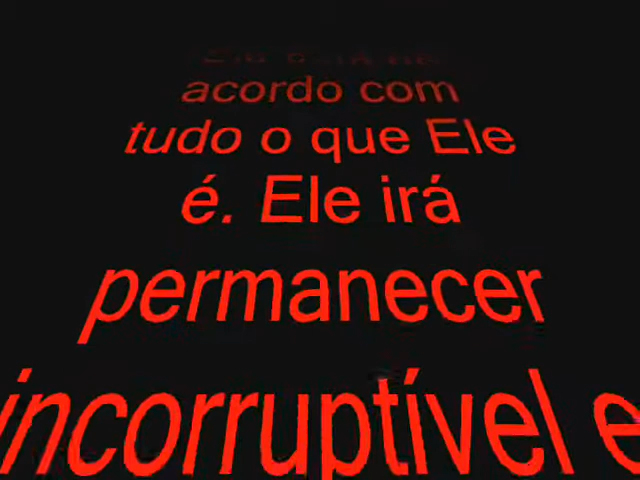 acordo com
tudo o que Ele
é. Ele irá
permanecer
incorruptível e